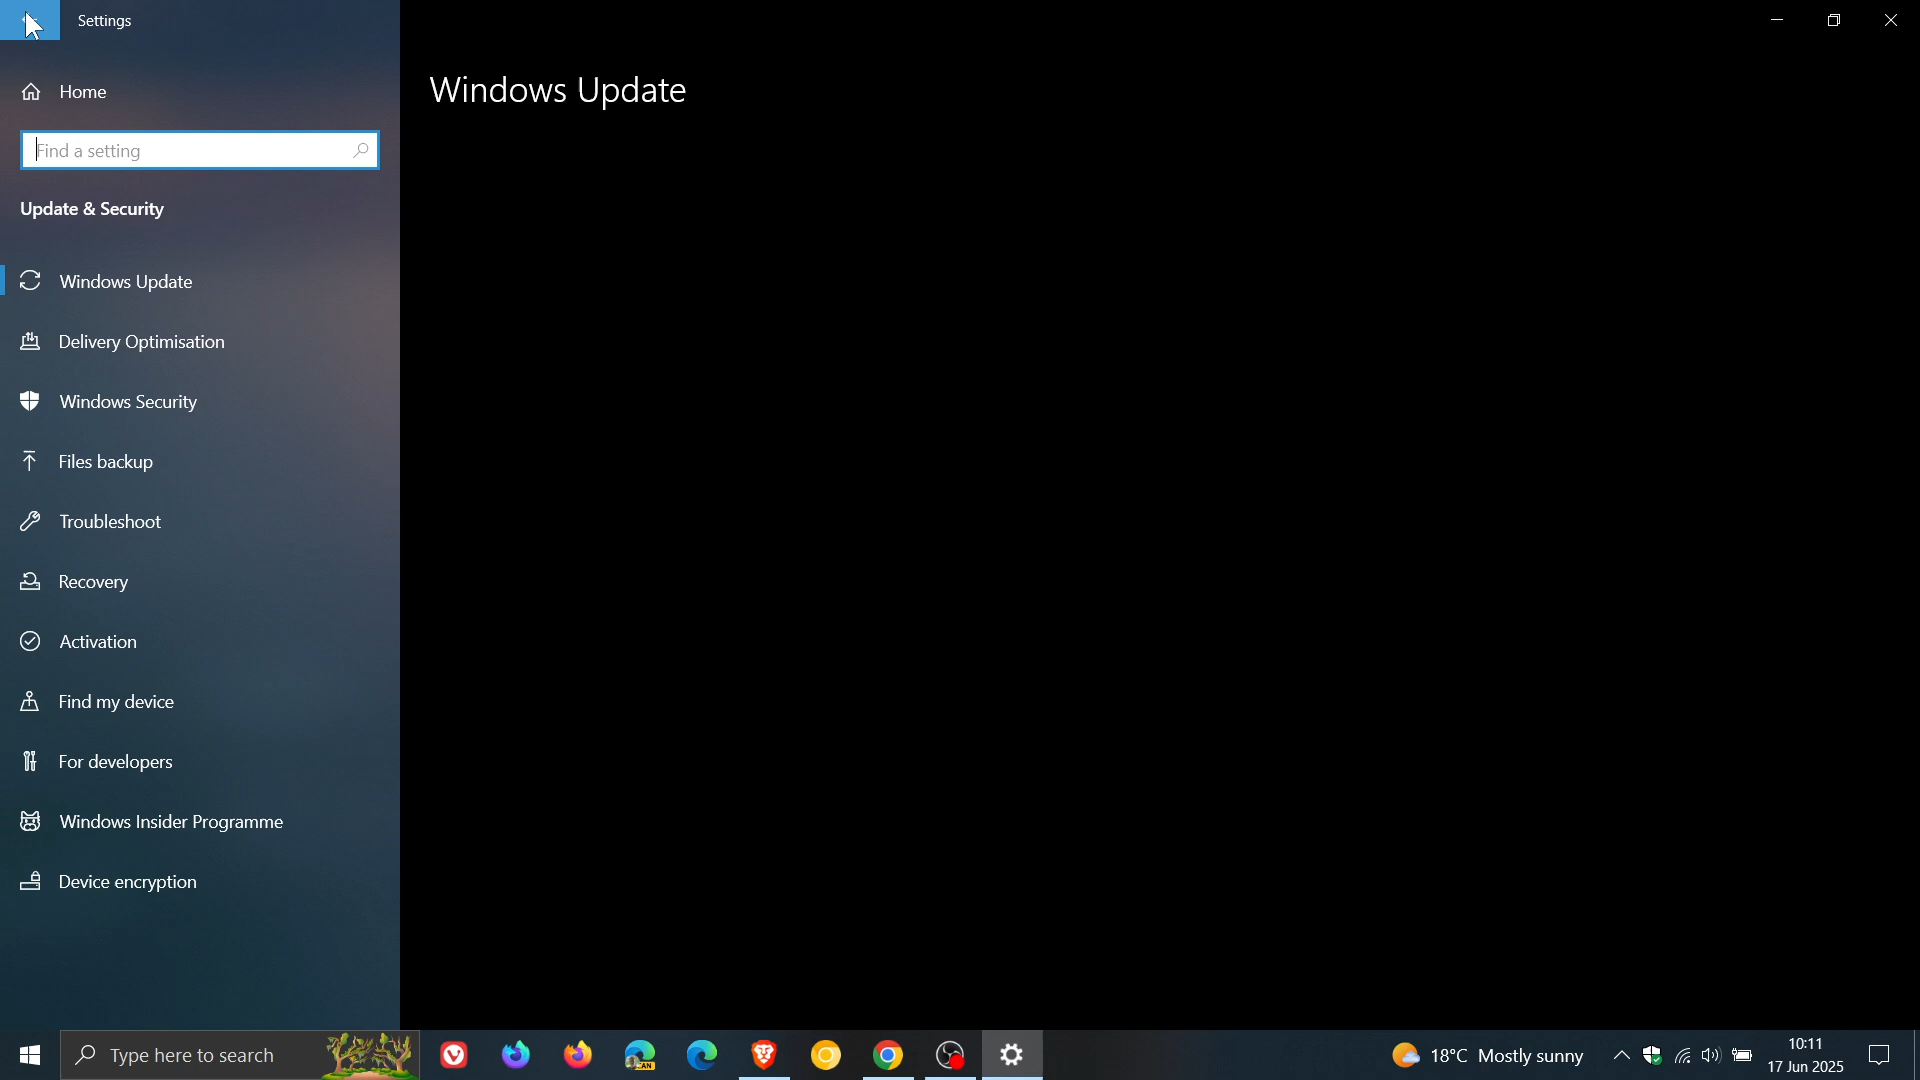 Settings
Home
Find a setting
Update & Security
Windows Update
Delivery Optimisation
Windows Security
Files backup
Troubleshoot
Recovery
Activation
Find my device
For developers
Windows Insider Programme
Device encryption
Windows Update
Type here to search
CAN
18°C Mostly sunny
10:11
17 Jun 2025